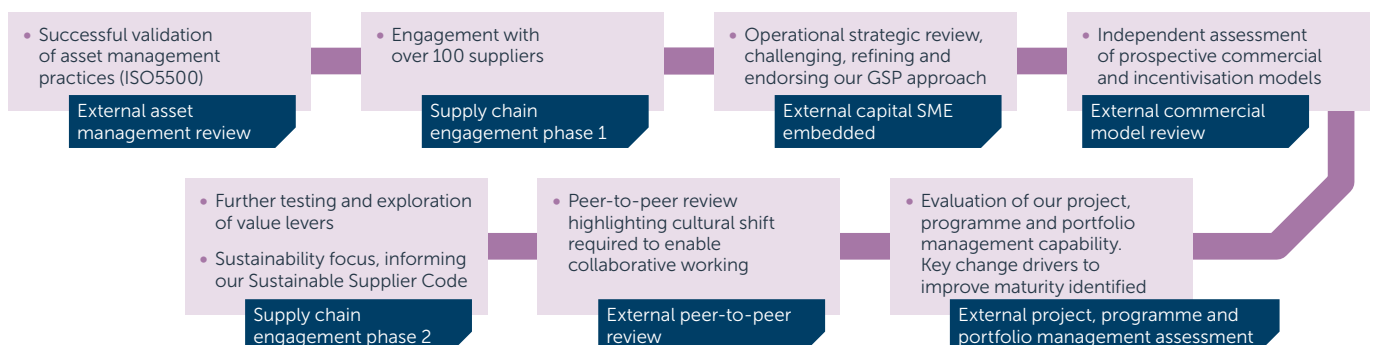 • Successful validation
of asset management
practices (ISO5500)
External asset
management review
• Engagement with
over 100 suppliers
Supply chain
engagement phase 1
• Operational strategic review,
challenging, refining and
endorsing our GSP approach
External capital SME
embedded
• Independent assessment
of prospective commercial
and incentivisation models
External commercial
model review
• Evaluation of our project,
programme and portfolio
management capability.
Key change drivers to
improve maturity identified
External project, programme and
portfolio management assessment
• Peer-to-peer review
highlighting cultural shift
required to enable
collaborative working
External peer-to-peer
review
• Further testing and exploration
of value levers
• Sustainability focus, informing
our Sustainable Supplier Code
Supply chain
engagement phase 2